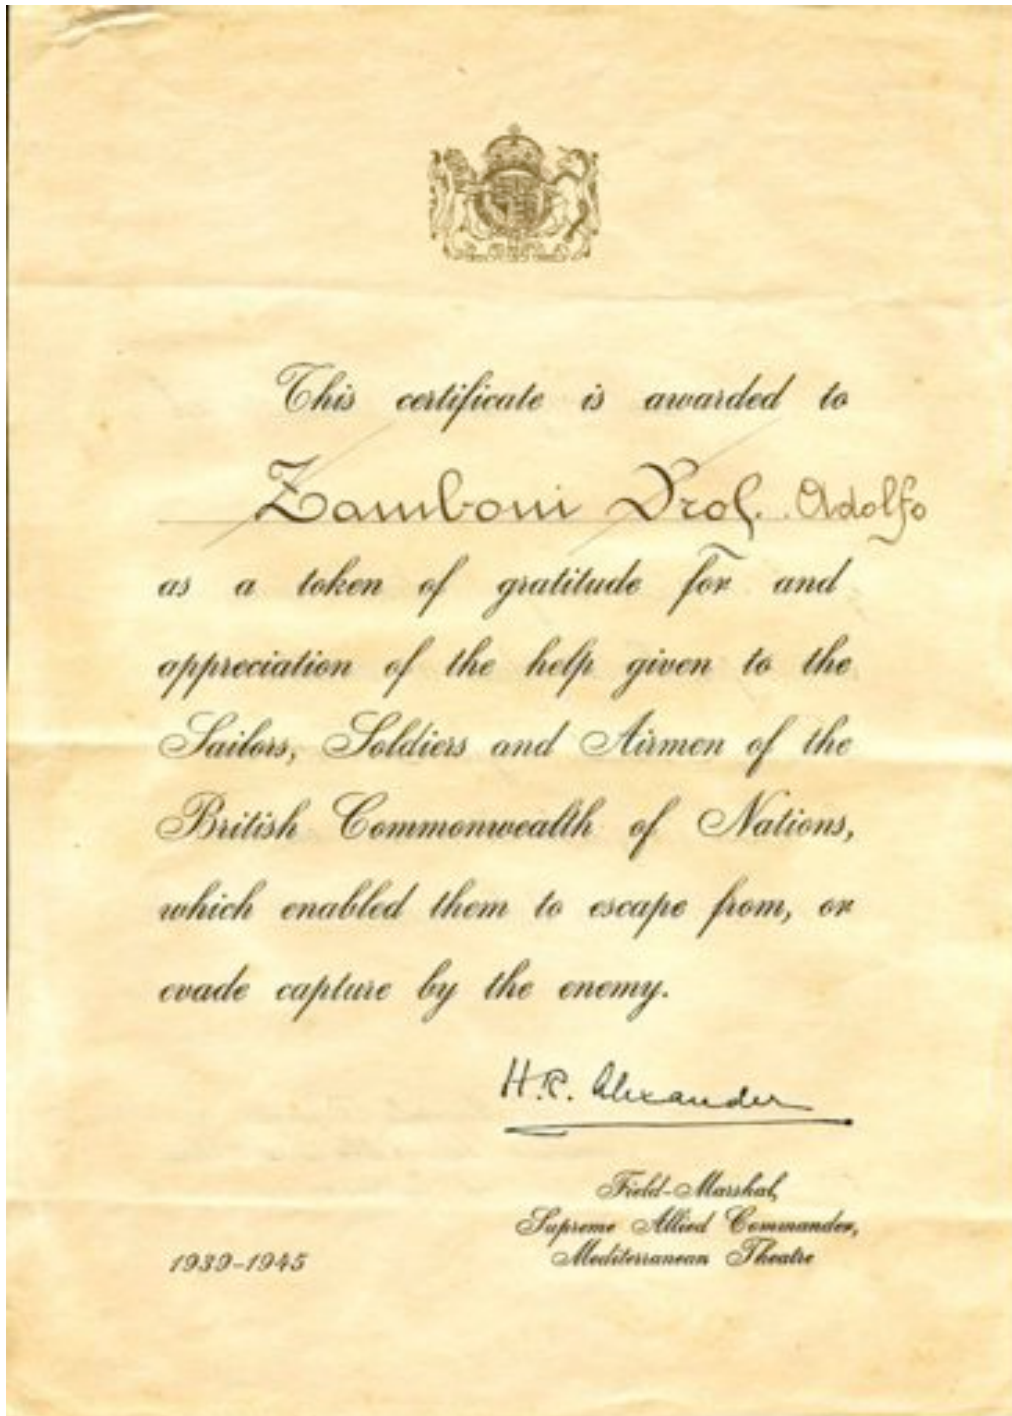 This certificate is awarded to
Zamboni Prof. Adolfo
as a token of gratitude for and
appreciation of the help given to the
Sailors, Soldiers and Airmen of the
British Commonwealth of Nations,
which enabled them to escape from, or
evade capture by the enemy.
H.R. Alexander
Field-Marshal,
Supreme Allied Commander,
Mediterranean Theatre
1939-1945